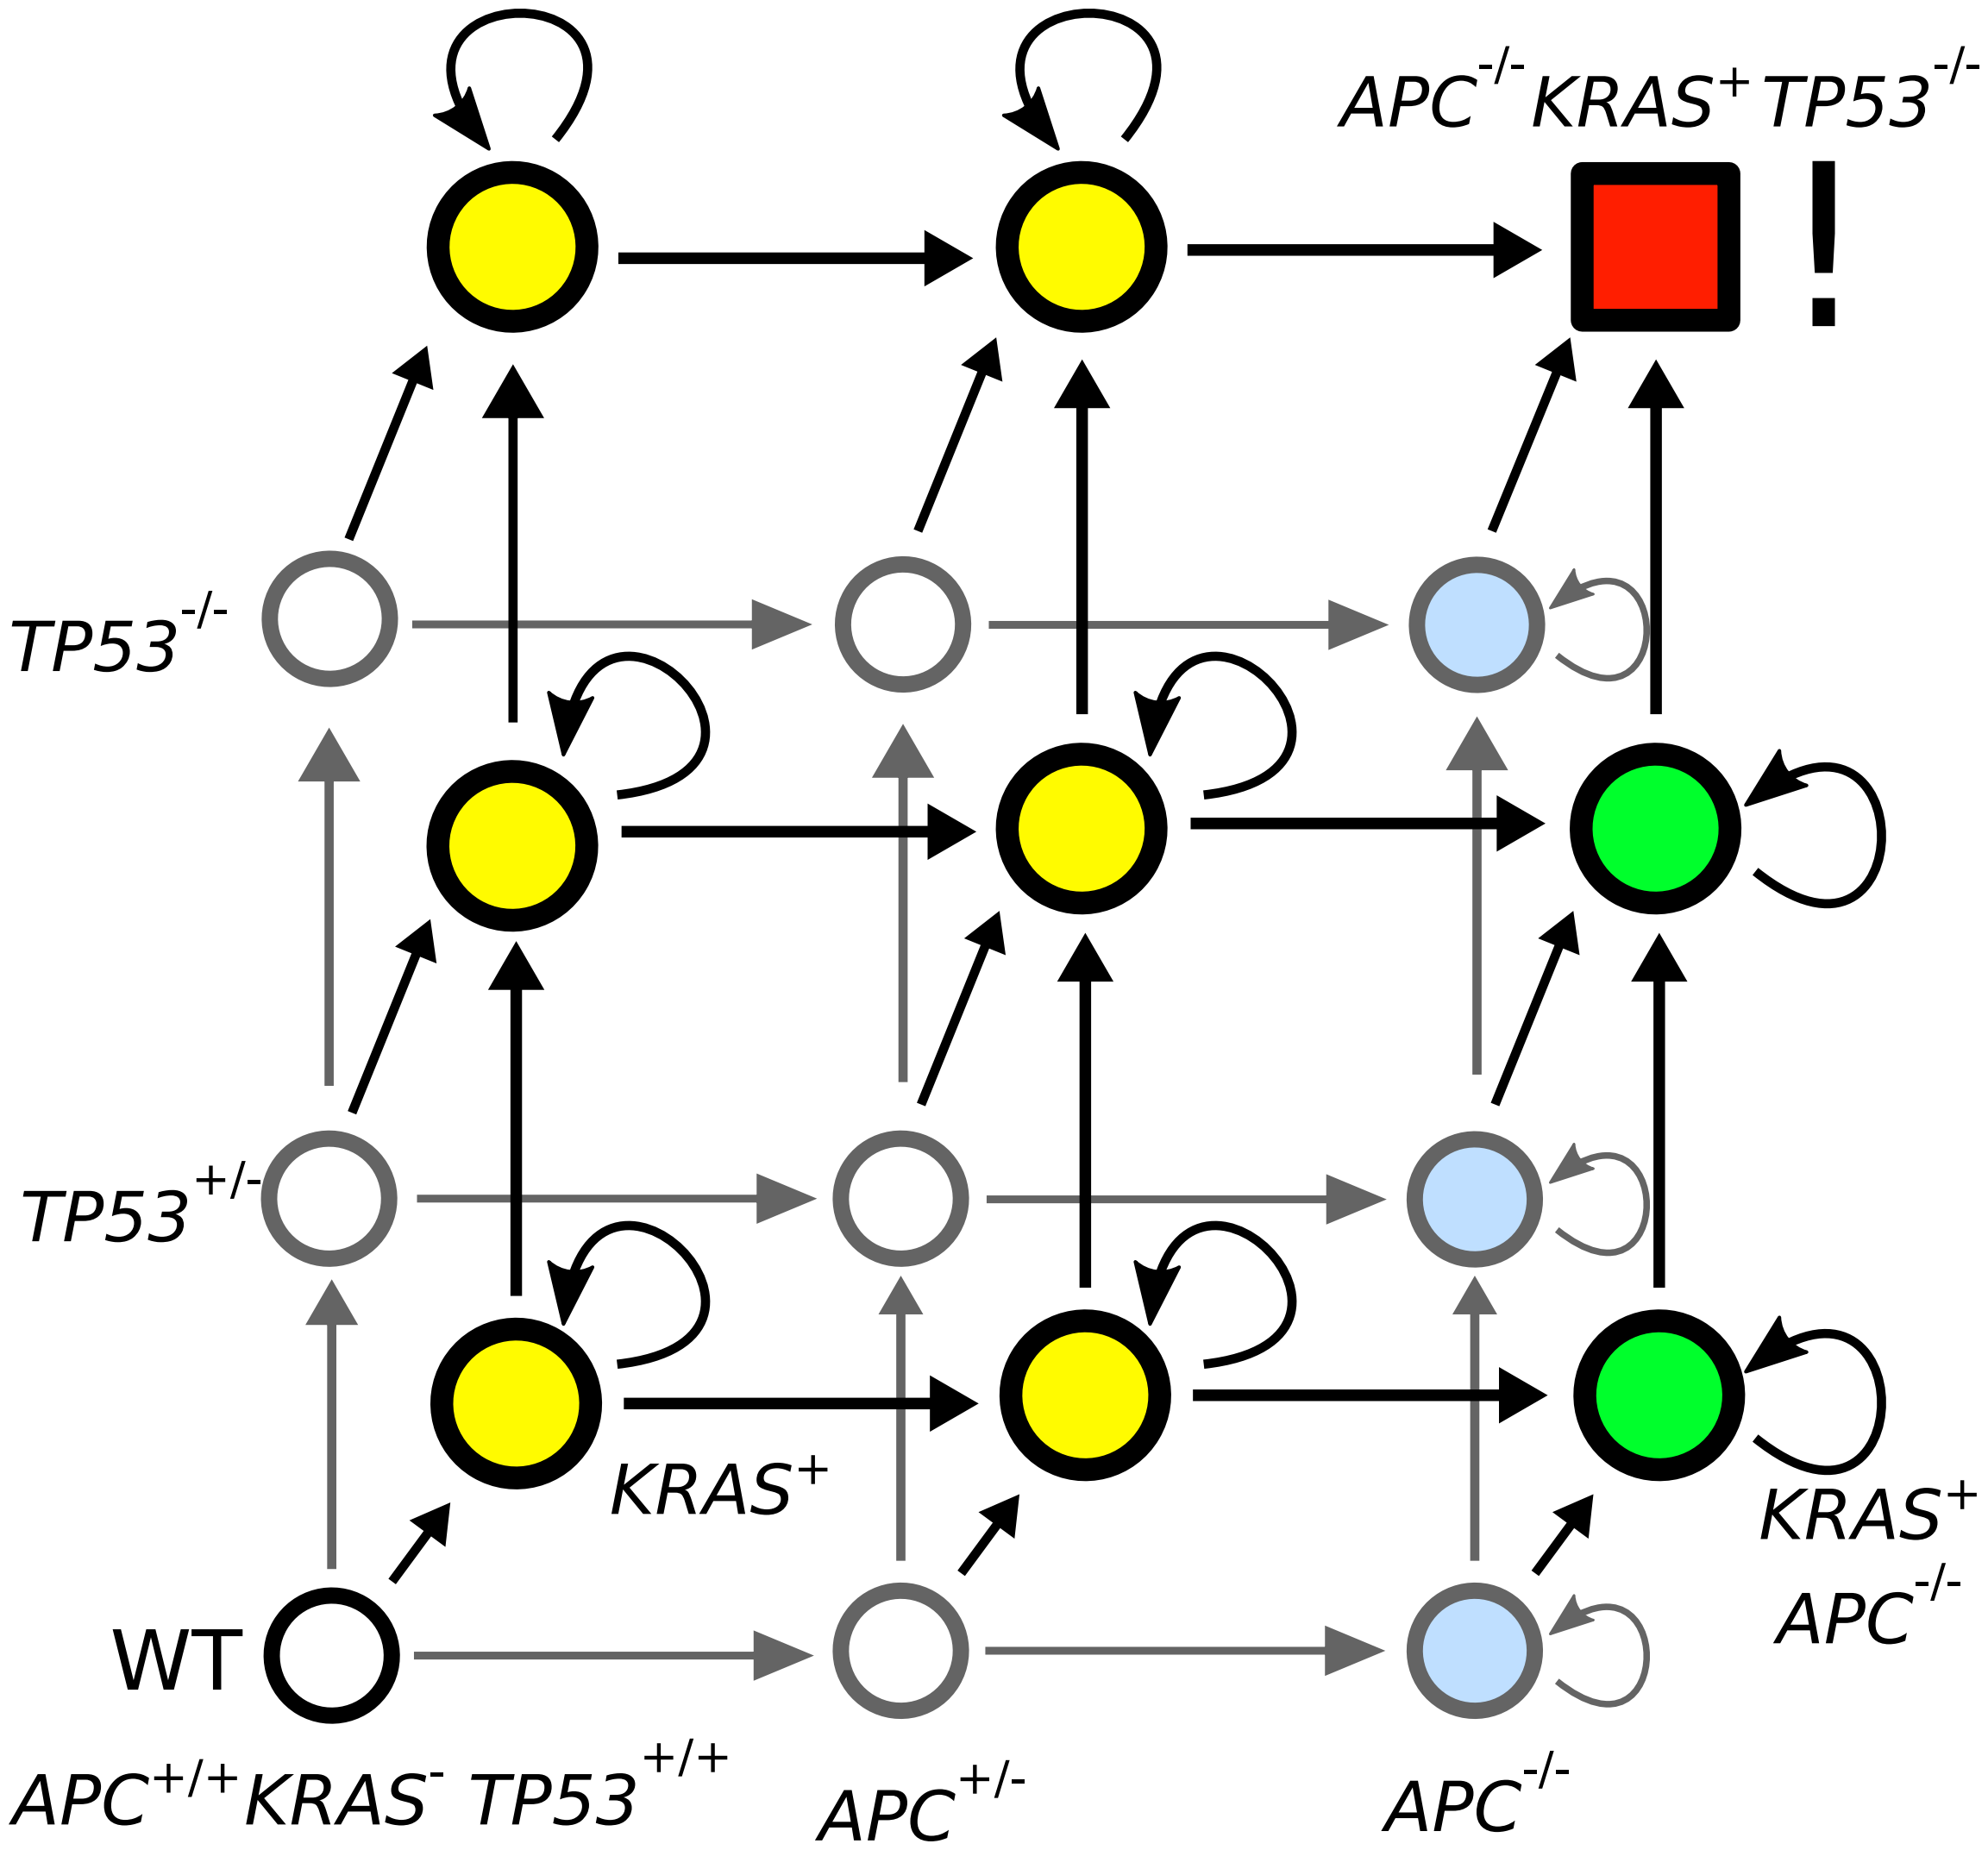 APC-/-KRAS+TP53-/-
!
TP53-/-
TP53+/-
KRAS+
KRAS+
APC-/-
WT
APC+/+KRAS- TP53+/+
APC+/-
APC-/-